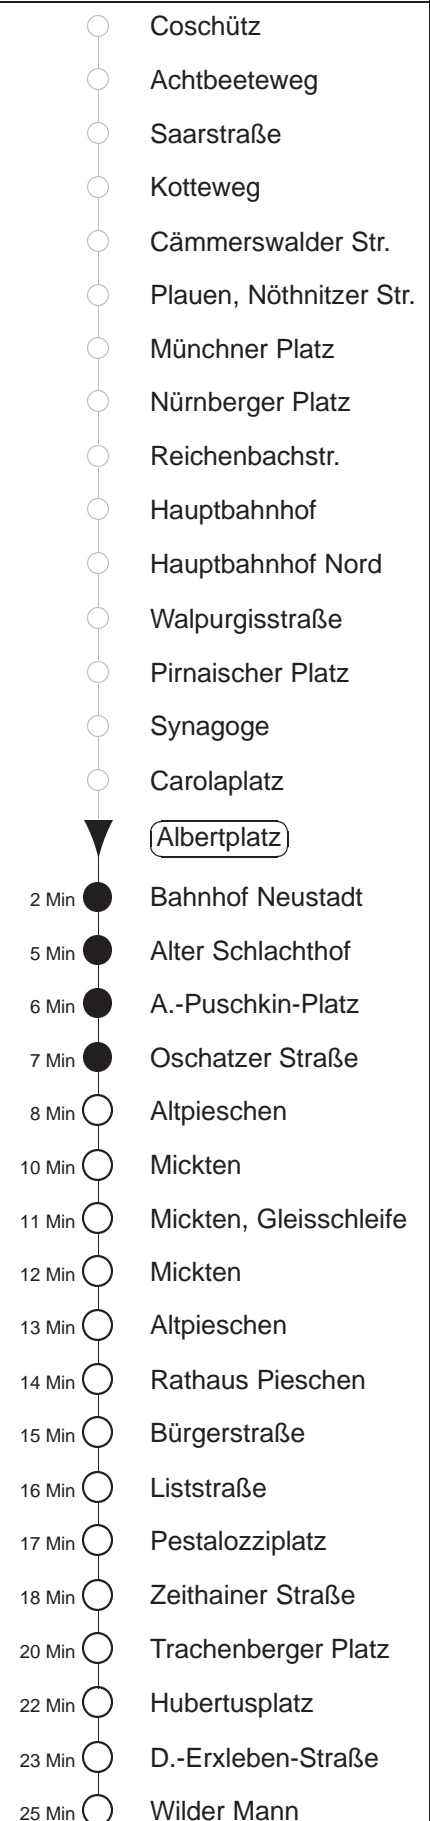 Coschütz
Achtbeeteweg
Saarstraße
Kotteweg
Cämmerswalder Str.
Plauen, Nöthnitzer Str.
Münchner Platz
Nürnberger Platz
Reichenbachstr.
Hauptbahnhof
Hauptbahnhof Nord
Walpurgisstraße
Pirnaischer Platz
Synagoge
Carolaplatz
Albertplatz
2 Min Bahnhof Neustadt
5 Min Alter Schlachthof
6 Min A.-Puschkin-Platz
7 Min Oschatzer Straße
8 Min Altpieschen
10 Min Mickten
11 Min Mickten, Gleisschleife
12 Min Mickten
13 Min Altpieschen
14 Min Rathaus Pieschen
15 Min Bürgerstraße
16 Min Liststraße
17 Min Pestalozziplatz
18 Min Zeithainer Straße
20 Min Trachenberger Platz
22 Min Hubertusplatz
23 Min D.-Erxleben-Straße
25 Min Wilder Mann